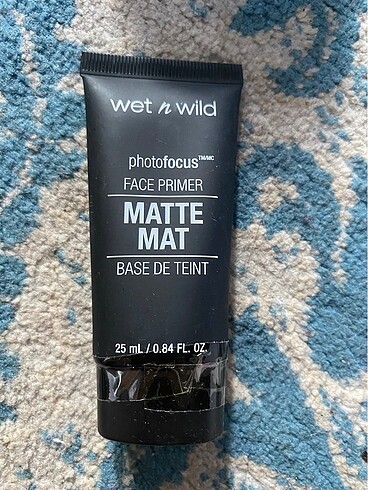 wet n wild
photofocus™/MC
FACE PRIMER
MATTE
MAT
BASE DE TEINT
25 mL / 0.84 FL. OZ.